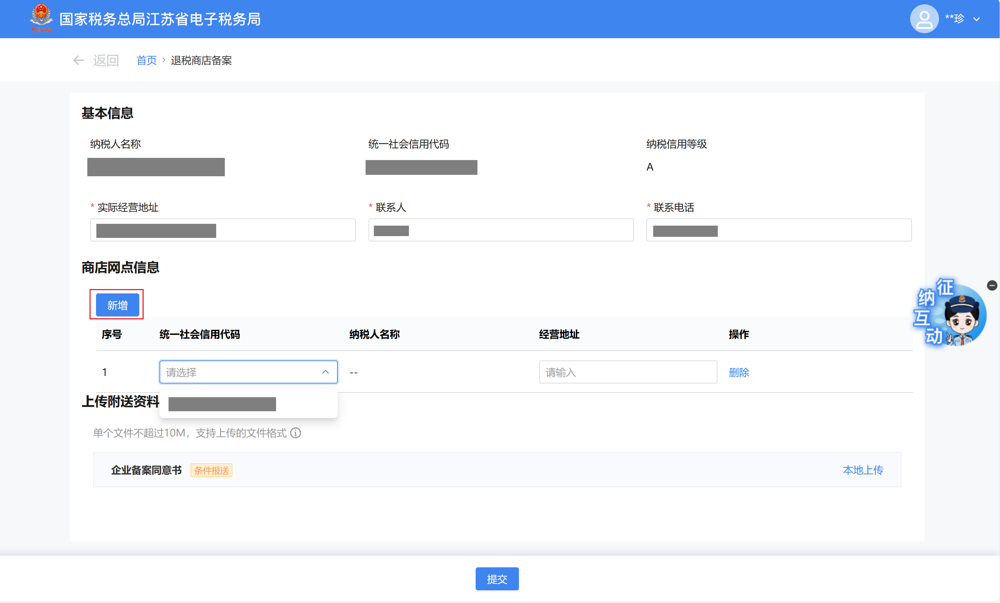 国家税务总局江苏省电子税务局
中国税务
**珍
返回 首页 > 退税商店备案
基本信息
纳税人名称 统一社会信用代码 纳税信用等级
A
* 实际经营地址 * 联系人 * 联系电话
商店网点信息
新增
序号 统一社会信用代码 纳税人名称 经营地址 操作
1 请选择 -- 请输入 删除
上传附送资料
单个文件不超过10M，支持上传的文件格式
企业备案同意书 条件报送 本地上传
征纳互动
提交